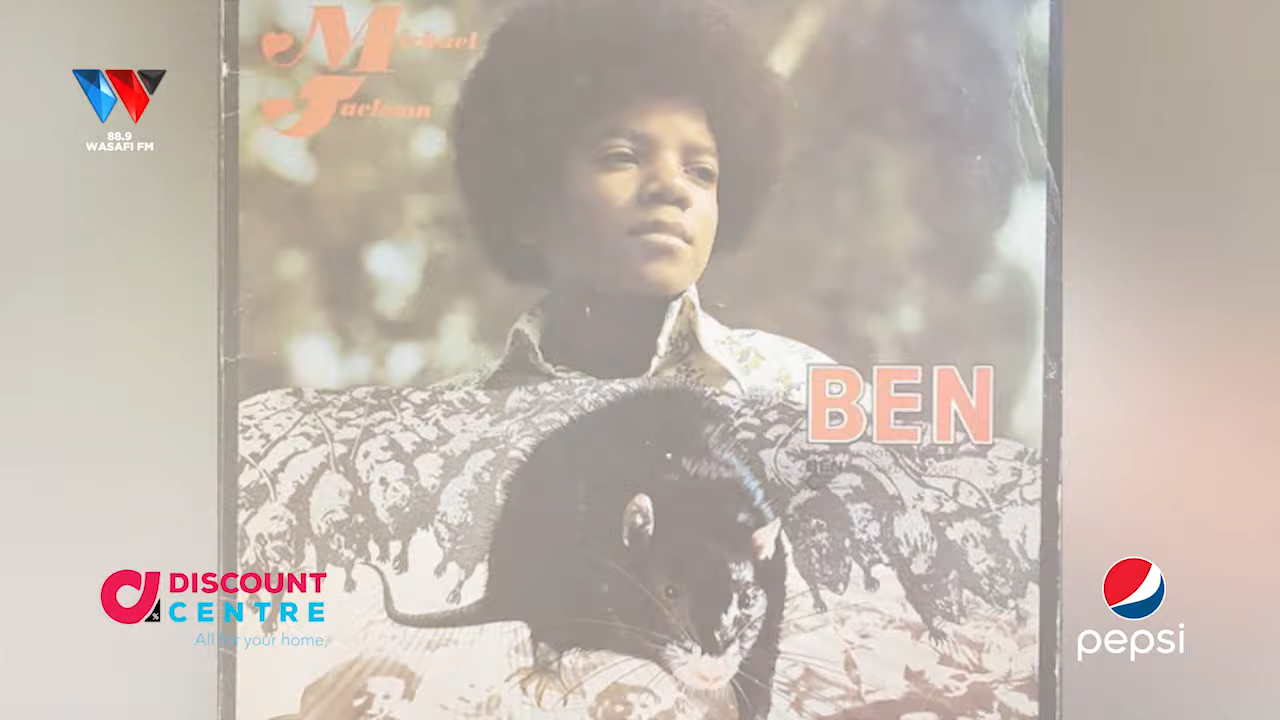 Michael
Jackson
88.9
WASAFI FM
BEN
DISCOUNT
CENTRE
All for your home,
pepsi